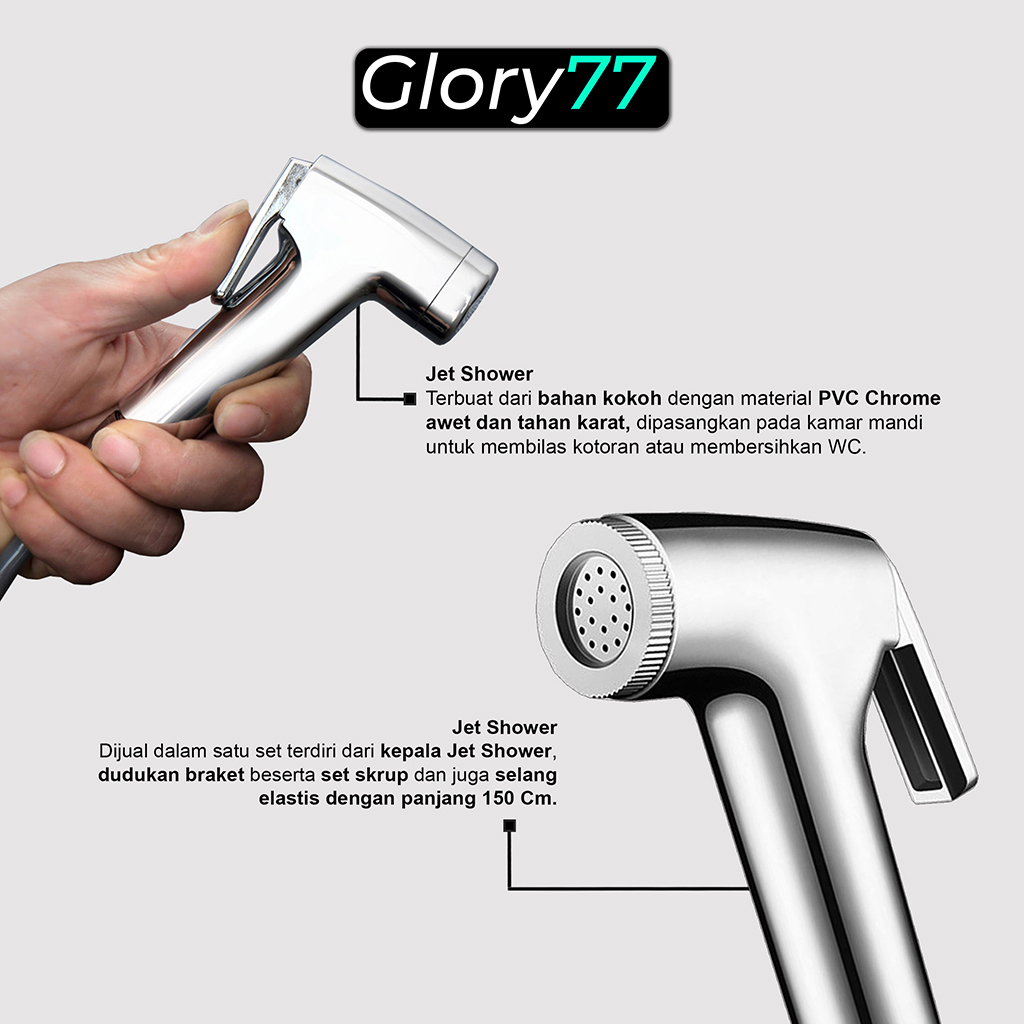 Glory77
Jet Shower
Terbuat dari bahan kokoh dengan material PVC Chrome
awet dan tahan karat, dipasangkan pada kamar mandi
untuk membilas kotoran atau membersihkan WC.
Jet Shower
Dijual dalam satu set terdiri dari kepala Jet Shower,
dudukan braket beserta set skrup dan juga selang
elastis dengan panjang 150 Cm.